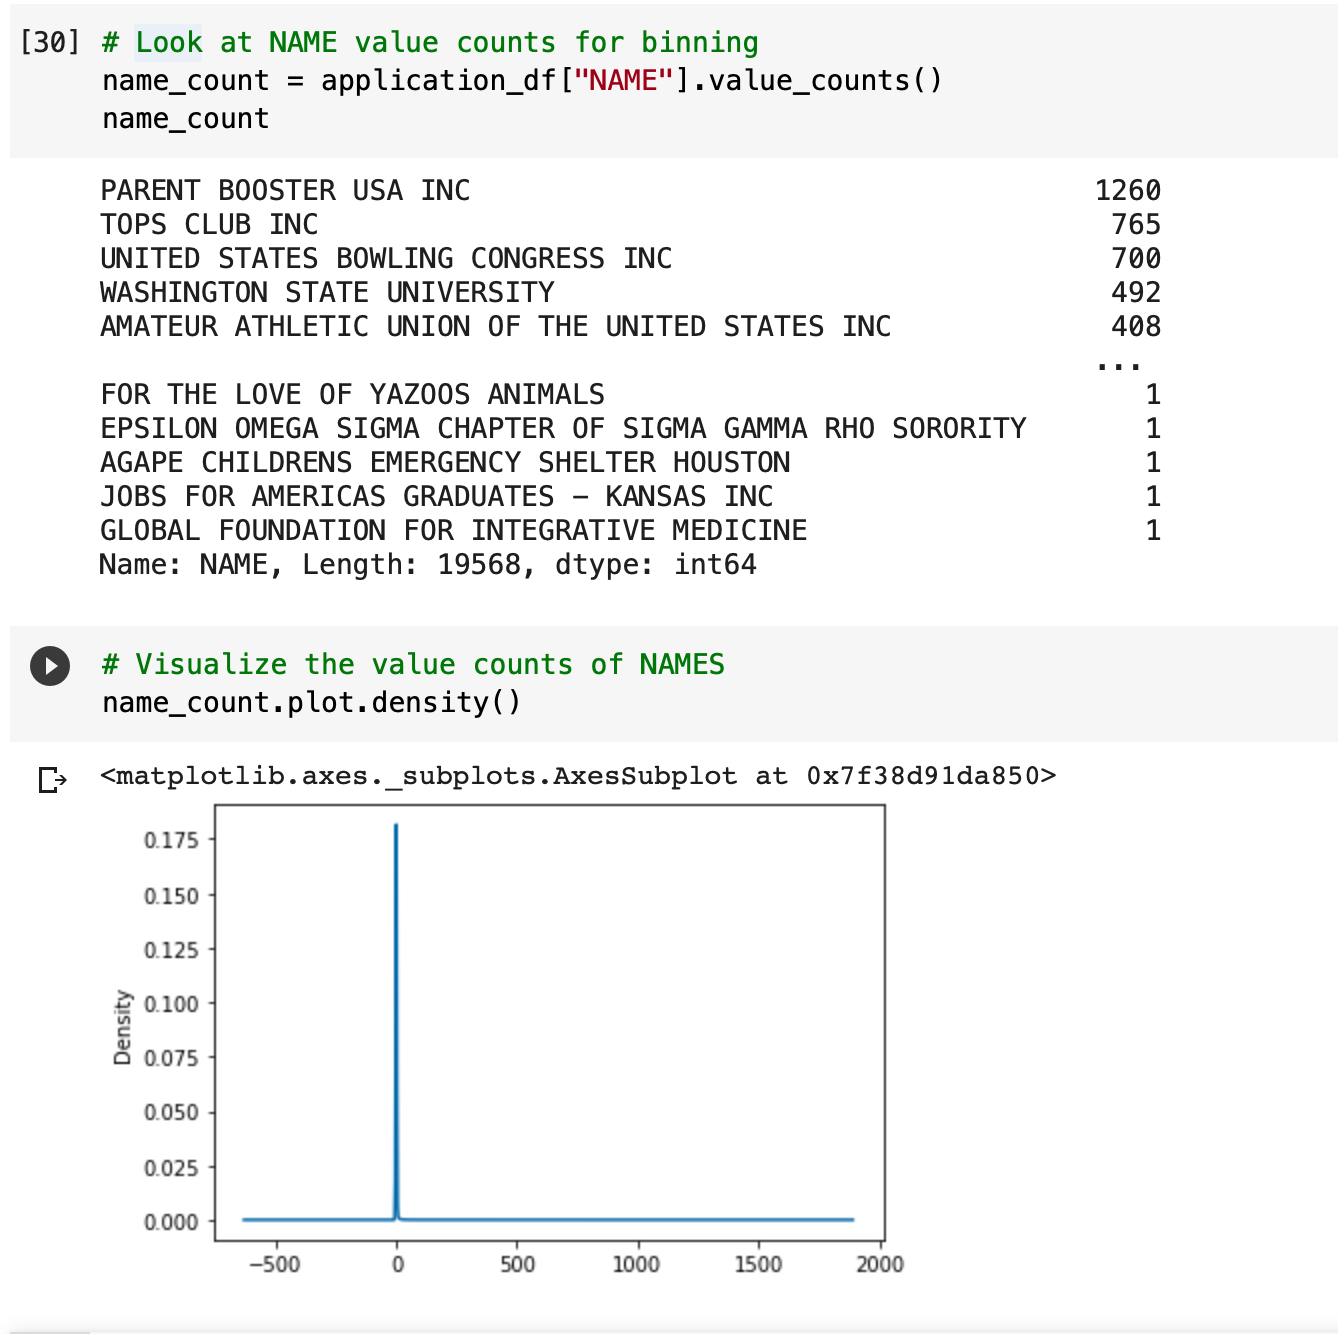 [30] # Look at NAME value counts for binning
name_count = application_df["NAME"].value_counts()
name_count
PARENT BOOSTER USA INC 1260
TOPS CLUB INC 765
UNITED STATES BOWLING CONGRESS INC 700
WASHINGTON STATE UNIVERSITY 492
AMATEUR ATHLETIC UNION OF THE UNITED STATES INC 408
...
FOR THE LOVE OF YAZOOS ANIMALS 1
EPSILON OMEGA SIGMA CHAPTER OF SIGMA GAMMA RHO SORORITY 1
AGAPE CHILDRENS EMERGENCY SHELTER HOUSTON 1
JOBS FOR AMERICAS GRADUATES - KANSAS INC 1
GLOBAL FOUNDATION FOR INTEGRATIVE MEDICINE 1
Name: NAME, Length: 19568, dtype: int64
# Visualize the value counts of NAMES
name_count.plot.density()
<matplotlib.axes._subplots.AxesSubplot at 0x7f38d91da850>
0.175
0.150
0.125
0.100
0.075
0.050
0.025
0.000
Density
−500 0 500 1000 1500 2000